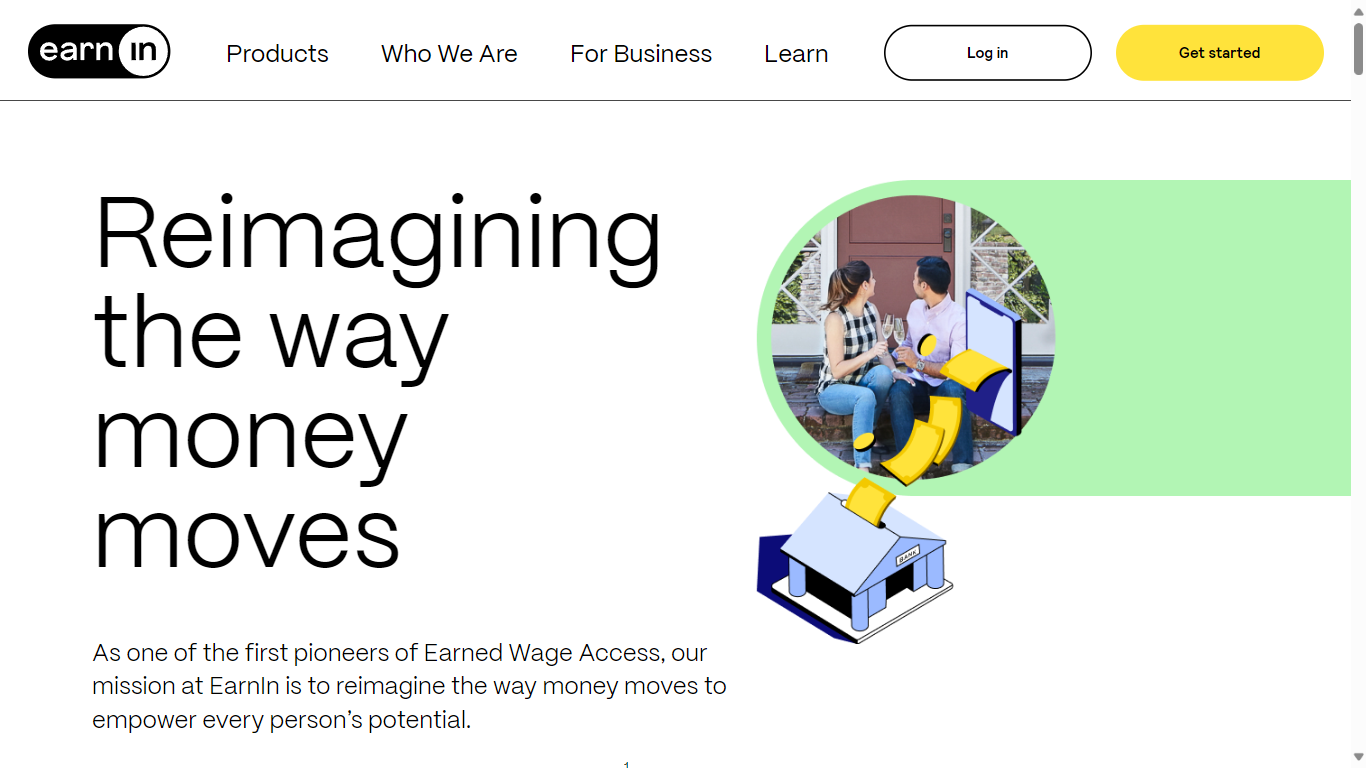 earnin
Products
Who We Are
For Business
Learn
Log in
Get started
Reimagining
the way
money
moves
BANK
As one of the first pioneers of Earned Wage Access, our
mission at EarnIn is to reimagine the way money moves to
empower every person’s potential.
1